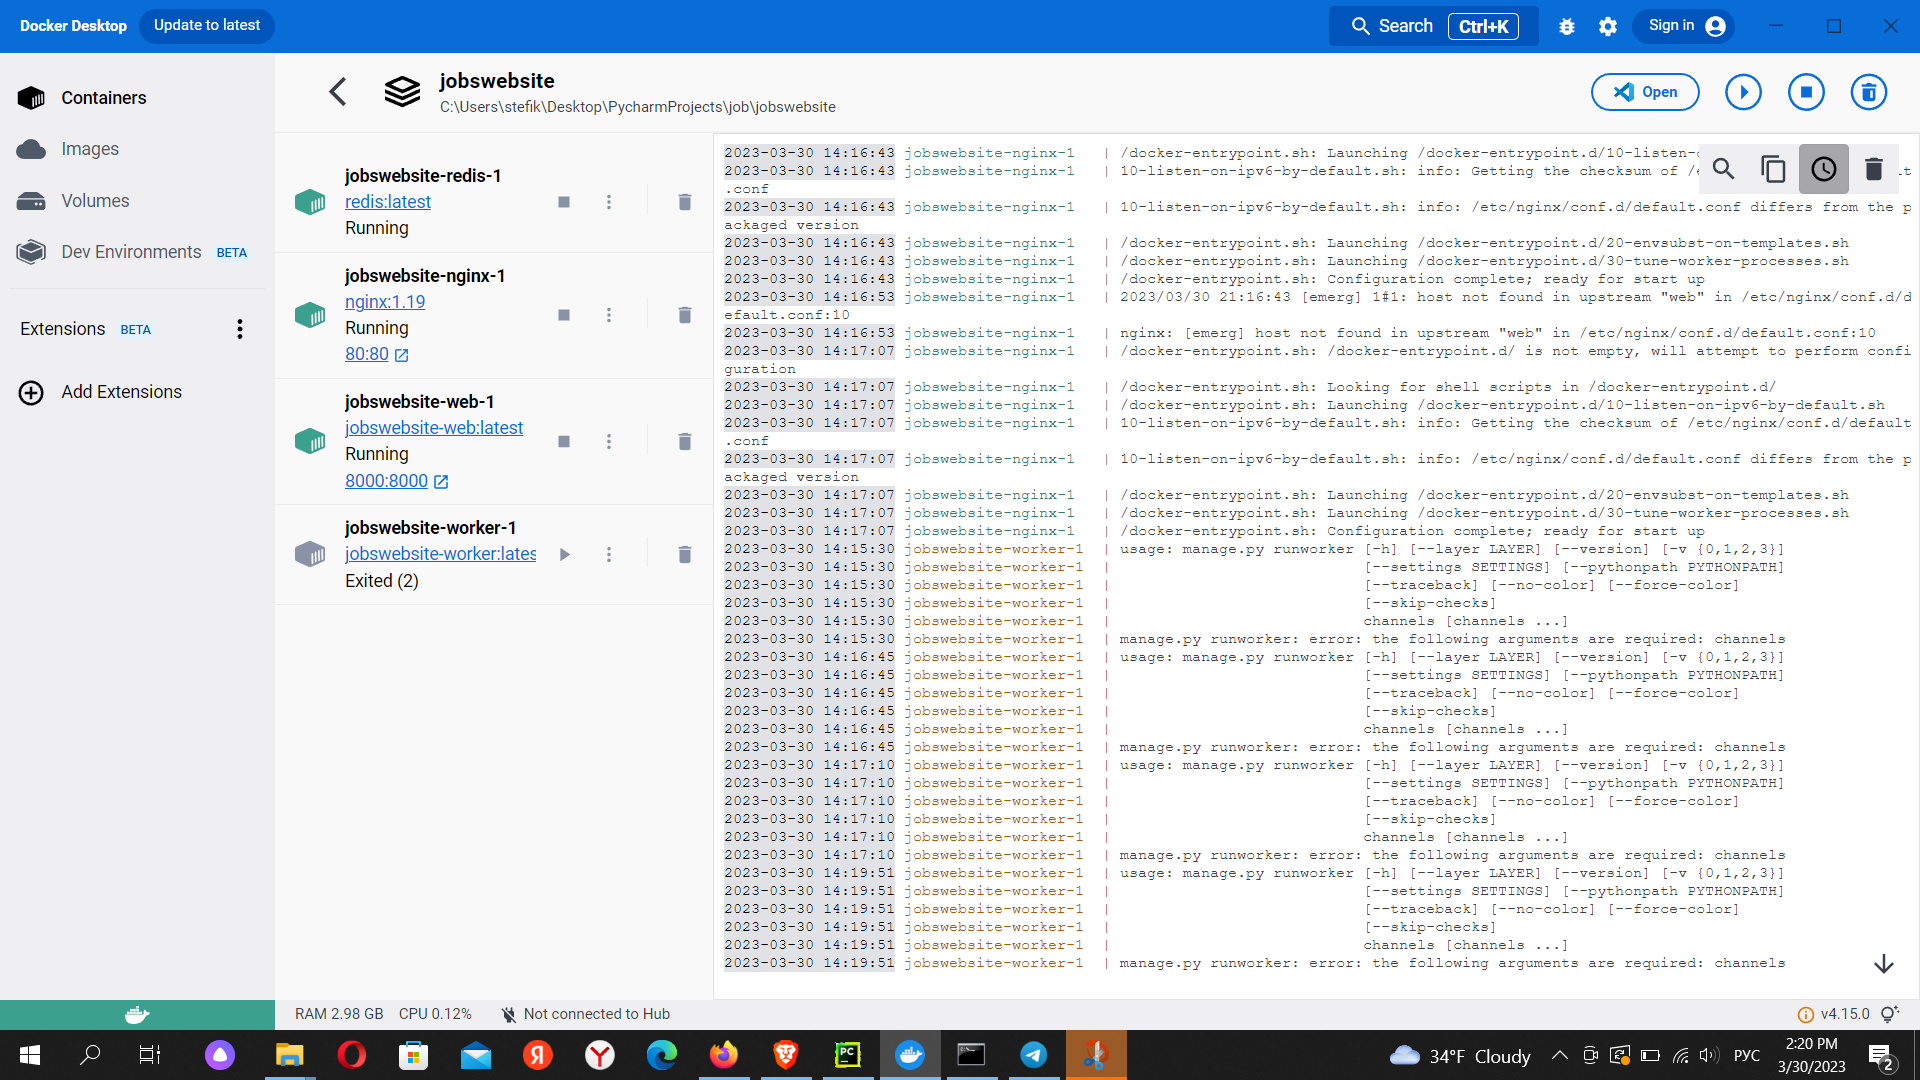 Docker Desktop
Update to latest
Search
Ctrl+K
Sign in
Containers
Images
Volumes
Dev Environments BETA
Extensions BETA
Add Extensions
jobswebsite
C:\Users\stefik\Desktop\PycharmProjects\job\jobswebsite
Open
jobswebsite-redis-1
redis:latest
Running
jobswebsite-nginx-1
nginx:1.19
Running
80:80
jobswebsite-web-1
jobswebsite-web:latest
Running
8000:8000
jobswebsite-worker-1
jobswebsite-worker:lates
Exited (2)
2023-03-30 14:16:43 jobswebsite-nginx-1 | /docker-entrypoint.sh: Launching /docker-entrypoint.d/10-listen-
2023-03-30 14:16:43 jobswebsite-nginx-1 | 10-listen-on-ipv6-by-default.sh: info: Getting the checksum of /
.conf
2023-03-30 14:16:43 jobswebsite-nginx-1 | 10-listen-on-ipv6-by-default.sh: info: /etc/nginx/conf.d/default.conf differs from the p
ackaged version
2023-03-30 14:16:43 jobswebsite-nginx-1 | /docker-entrypoint.sh: Launching /docker-entrypoint.d/20-envsubst-on-templates.sh
2023-03-30 14:16:43 jobswebsite-nginx-1 | /docker-entrypoint.sh: Launching /docker-entrypoint.d/30-tune-worker-processes.sh
2023-03-30 14:16:43 jobswebsite-nginx-1 | /docker-entrypoint.sh: Configuration complete; ready for start up
2023-03-30 14:16:53 jobswebsite-nginx-1 | 2023/03/30 21:16:43 [emerg] 1#1: host not found in upstream "web" in /etc/nginx/conf.d/d
efault.conf:10
2023-03-30 14:16:53 jobswebsite-nginx-1 | nginx: [emerg] host not found in upstream "web" in /etc/nginx/conf.d/default.conf:10
2023-03-30 14:17:07 jobswebsite-nginx-1 | /docker-entrypoint.sh: /docker-entrypoint.d/ is not empty, will attempt to perform confi
guration
2023-03-30 14:17:07 jobswebsite-nginx-1 | /docker-entrypoint.sh: Looking for shell scripts in /docker-entrypoint.d/
2023-03-30 14:17:07 jobswebsite-nginx-1 | /docker-entrypoint.sh: Launching /docker-entrypoint.d/10-listen-on-ipv6-by-default.sh
2023-03-30 14:17:07 jobswebsite-nginx-1 | 10-listen-on-ipv6-by-default.sh: info: Getting the checksum of /etc/nginx/conf.d/default
.conf
2023-03-30 14:17:07 jobswebsite-nginx-1 | 10-listen-on-ipv6-by-default.sh: info: /etc/nginx/conf.d/default.conf differs from the p
ackaged version
2023-03-30 14:17:07 jobswebsite-nginx-1 | /docker-entrypoint.sh: Launching /docker-entrypoint.d/20-envsubst-on-templates.sh
2023-03-30 14:17:07 jobswebsite-nginx-1 | /docker-entrypoint.sh: Launching /docker-entrypoint.d/30-tune-worker-processes.sh
2023-03-30 14:17:07 jobswebsite-nginx-1 | /docker-entrypoint.sh: Configuration complete; ready for start up
2023-03-30 14:15:30 jobswebsite-worker-1 | usage: manage.py runworker [-h] [--layer LAYER] [--version] [-v {0,1,2,3}]
2023-03-30 14:15:30 jobswebsite-worker-1 | [--settings SETTINGS] [--pythonpath PYTHONPATH]
2023-03-30 14:15:30 jobswebsite-worker-1 | [--traceback] [--no-color] [--force-color]
2023-03-30 14:15:30 jobswebsite-worker-1 | [--skip-checks]
2023-03-30 14:15:30 jobswebsite-worker-1 | channels [channels ...]
2023-03-30 14:15:30 jobswebsite-worker-1 | manage.py runworker: error: the following arguments are required: channels
2023-03-30 14:16:45 jobswebsite-worker-1 | usage: manage.py runworker [-h] [--layer LAYER] [--version] [-v {0,1,2,3}]
2023-03-30 14:16:45 jobswebsite-worker-1 | [--settings SETTINGS] [--pythonpath PYTHONPATH]
2023-03-30 14:16:45 jobswebsite-worker-1 | [--traceback] [--no-color] [--force-color]
2023-03-30 14:16:45 jobswebsite-worker-1 | [--skip-checks]
2023-03-30 14:16:45 jobswebsite-worker-1 | channels [channels ...]
2023-03-30 14:16:45 jobswebsite-worker-1 | manage.py runworker: error: the following arguments are required: channels
2023-03-30 14:17:10 jobswebsite-worker-1 | usage: manage.py runworker [-h] [--layer LAYER] [--version] [-v {0,1,2,3}]
2023-03-30 14:17:10 jobswebsite-worker-1 | [--settings SETTINGS] [--pythonpath PYTHONPATH]
2023-03-30 14:17:10 jobswebsite-worker-1 | [--traceback] [--no-color] [--force-color]
2023-03-30 14:17:10 jobswebsite-worker-1 | [--skip-checks]
2023-03-30 14:17:10 jobswebsite-worker-1 | channels [channels ...]
2023-03-30 14:17:10 jobswebsite-worker-1 | manage.py runworker: error: the following arguments are required: channels
2023-03-30 14:19:51 jobswebsite-worker-1 | usage: manage.py runworker [-h] [--layer LAYER] [--version] [-v {0,1,2,3}]
2023-03-30 14:19:51 jobswebsite-worker-1 | [--settings SETTINGS] [--pythonpath PYTHONPATH]
2023-03-30 14:19:51 jobswebsite-worker-1 | [--traceback] [--no-color] [--force-color]
2023-03-30 14:19:51 jobswebsite-worker-1 | [--skip-checks]
2023-03-30 14:19:51 jobswebsite-worker-1 | channels [channels ...]
2023-03-30 14:19:51 jobswebsite-worker-1 | manage.py runworker: error: the following arguments are required: channels
RAM 2.98 GB CPU 0.12% Not connected to Hub
v4.15.0
34°F Cloudy
РУС
2:20 PM
3/30/2023
2